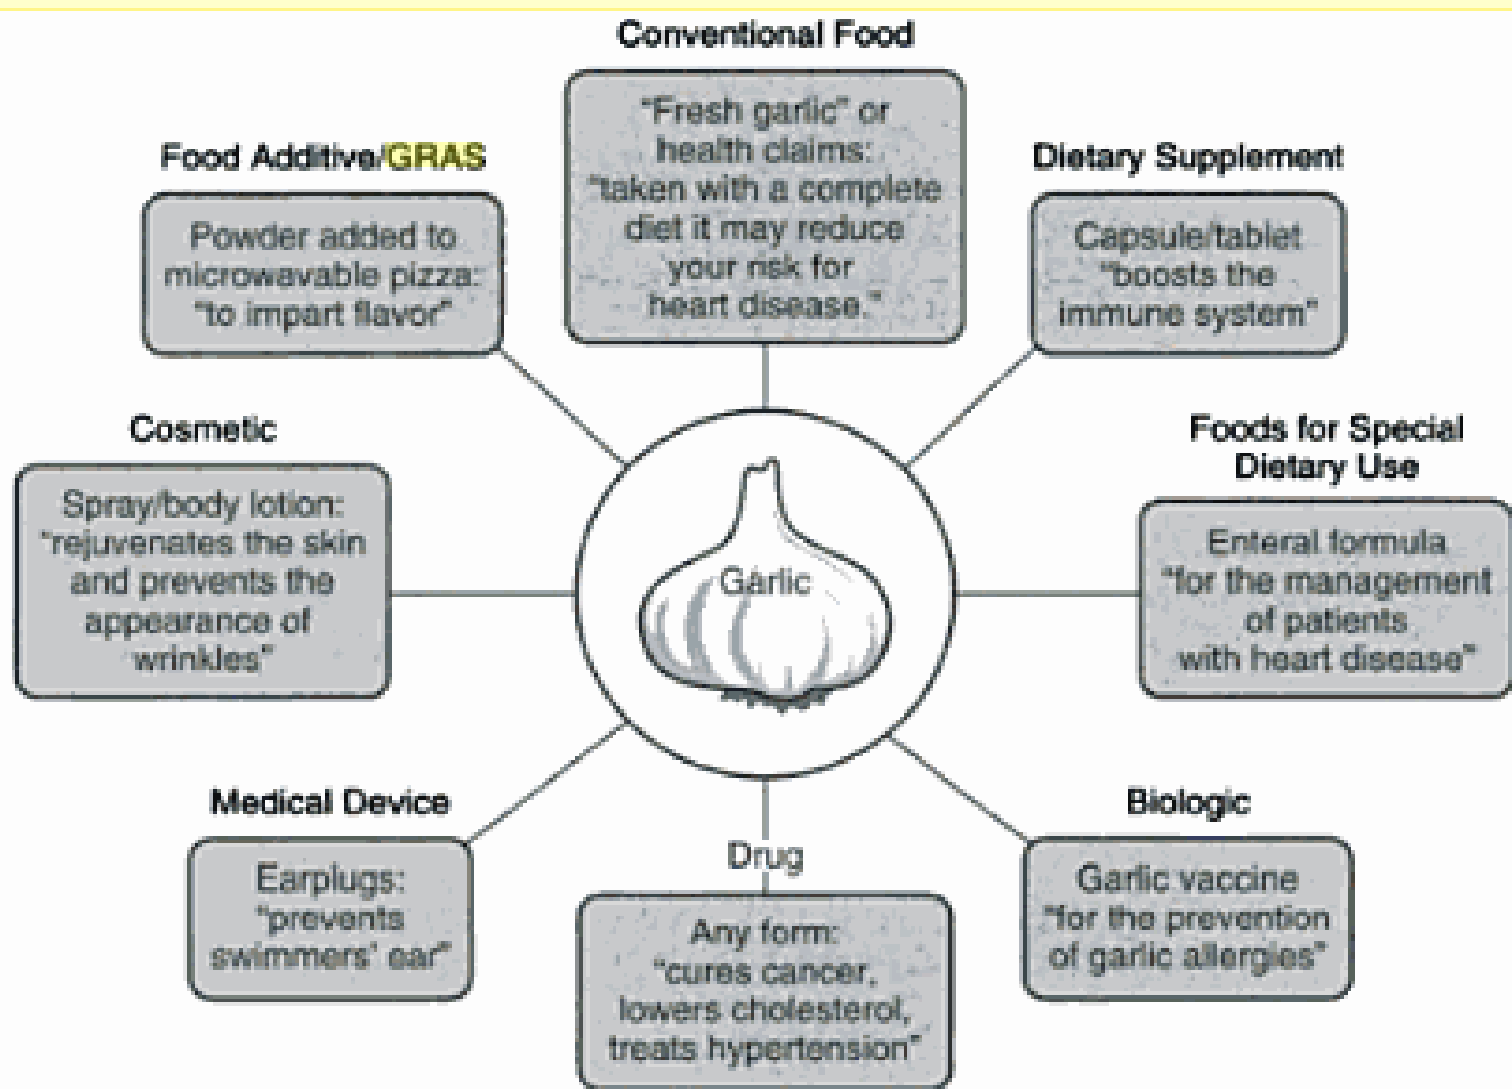 Conventional Food
"Fresh garlic" or
health claims:
"taken with a complete
diet it may reduce
your risk for
heart disease."
Food Additive/GRAS
Powder added to
microwavable pizza:
"to impart flavor"
Dietary Supplement
Capsule/tablet
"boosts the
immune system"
Cosmetic
Spray/body lotion:
"rejuvenates the skin
and prevents the
appearance of
wrinkles"
Garlic
Foods for Special
Dietary Use
Enteral formula
"for the management
of patients
with heart disease"
Medical Device
Earplugs:
"prevents
swimmers' ear"
Drug
Any form:
"cures cancer,
lowers cholesterol,
treats hypertension"
Biologic
Garlic vaccine
"for the prevention
of garlic allergies"